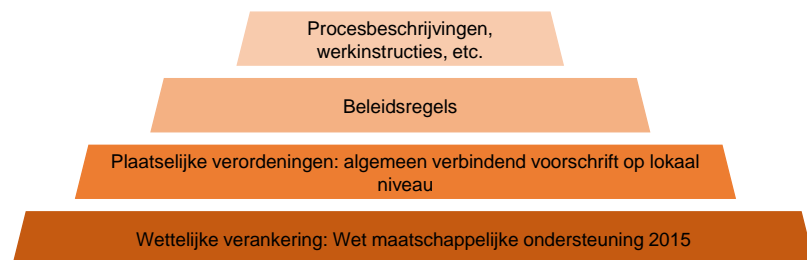 Procesbeschrijvingen,
werkinstructies, etc.
Beleidsregels
Plaatselijke verordeningen: algemeen verbindend voorschrift op lokaal
niveau
Wettelijke verankering: Wet maatschappelijke ondersteuning 2015